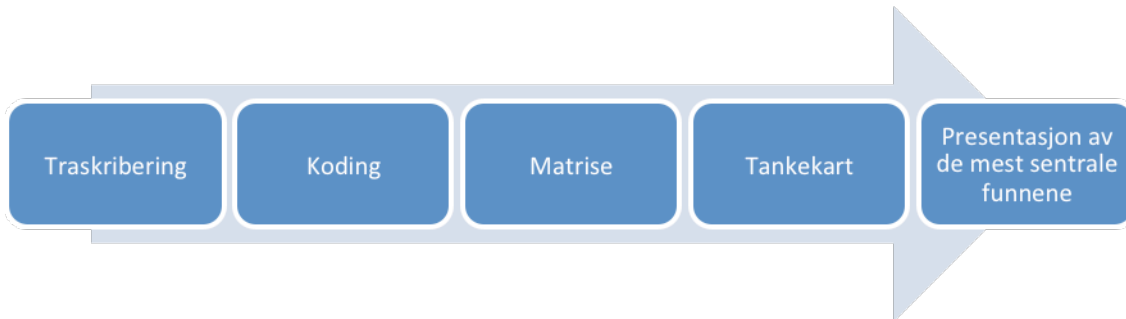 Traskribering
Koding
Matrise
Tankekart
Presentasjon av
de mest sentrale
funnene